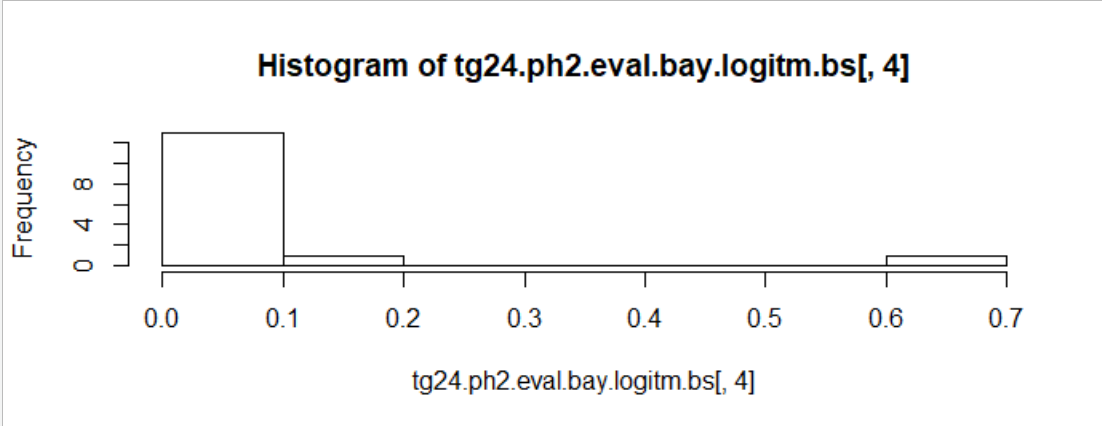 Histogram of tg24.ph2.eval.bay.logitm.bs[, 4]
Frequency
8
4
0
0.0 0.1 0.2 0.3 0.4 0.5 0.6 0.7
tg24.ph2.eval.bay.logitm.bs[, 4]